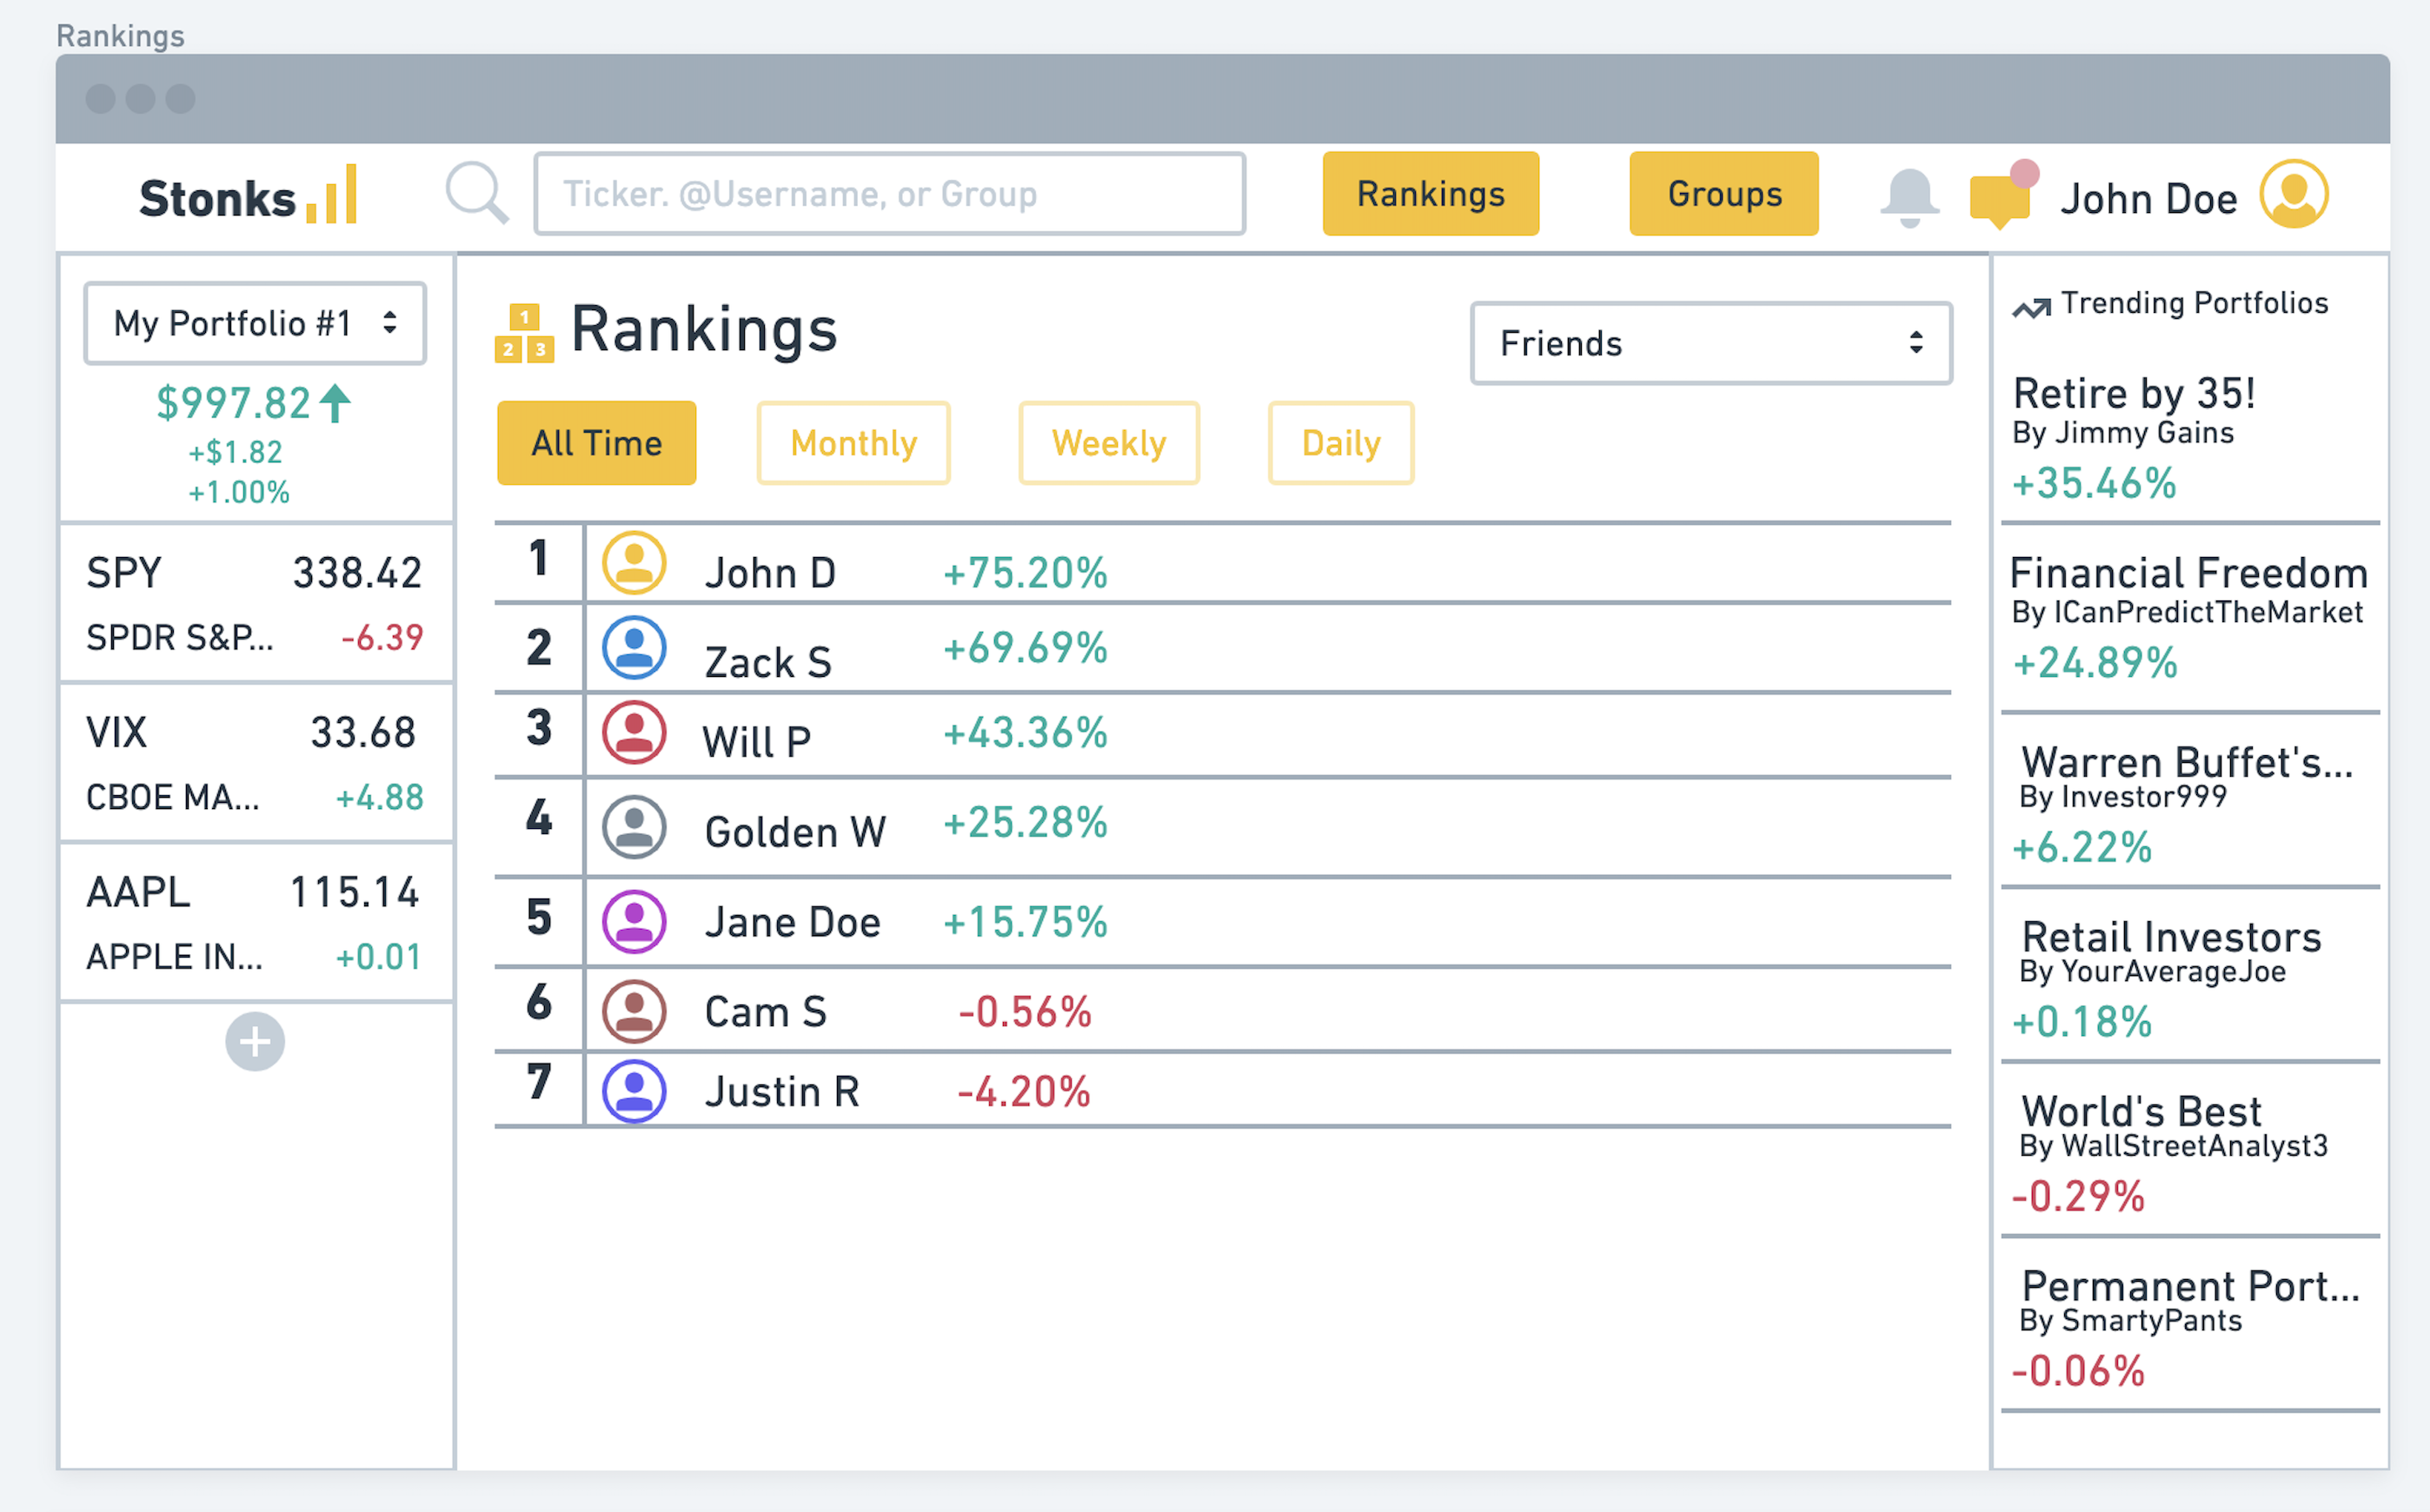 Rankings
Stonks
Ticker. @Username, or Group
Rankings
Groups
John Doe
My Portfolio #1
$997.82
+$1.82
+1.00%
SPY 338.42
SPDR S&P... -6.39
VIX 33.68
CBOE MA... +4.88
AAPL 115.14
APPLE IN... +0.01
1
2 3
Rankings
Friends
All Time
Monthly
Weekly
Daily
1 John D +75.20%
2 Zack S +69.69%
3 Will P +43.36%
4 Golden W +25.28%
5 Jane Doe +15.75%
6 Cam S -0.56%
7 Justin R -4.20%
Trending Portfolios
Retire by 35!
By Jimmy Gains
+35.46%
Financial Freedom
By ICanPredictTheMarket
+24.89%
Warren Buffet's...
By Investor999
+6.22%
Retail Investors
By YourAverageJoe
+0.18%
World's Best
By WallStreetAnalyst3
-0.29%
Permanent Port...
By SmartyPants
-0.06%